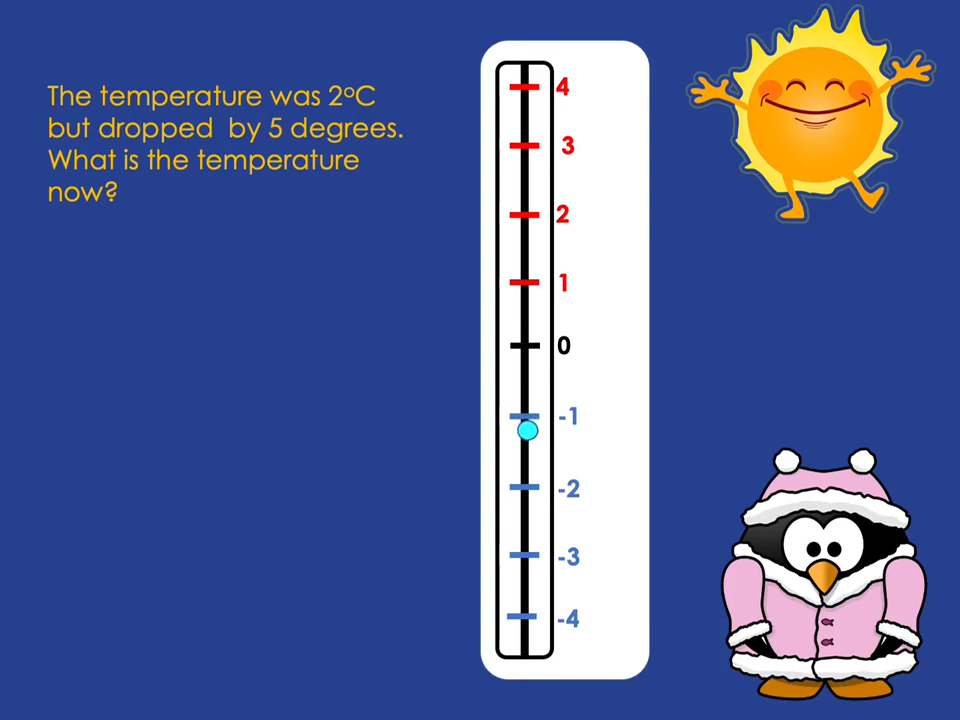 The temperature was 2°C
but dropped by 5 degrees.
What is the temperature
now?
4
3
2
1
0
-1
-2
-3
-4